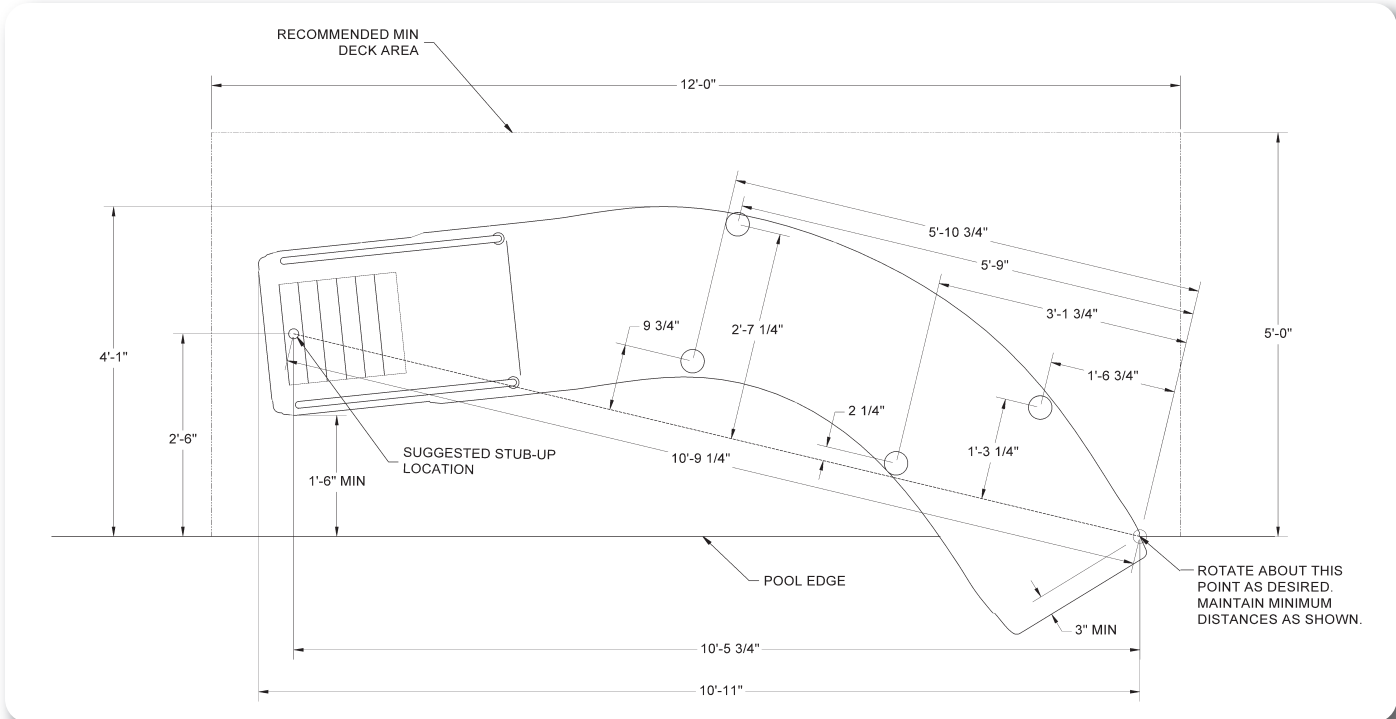 RECOMMENDED MIN
DECK AREA
12'-0"
5'-10 3/4"
5'-9"
3'-1 3/4"
9 3/4"
2'-7 1/4"
5'-0"
4'-1"
1'-6 3/4"
2 1/4"
2'-6"
1'-3 1/4"
SUGGESTED STUB-UP
LOCATION
10'-9 1/4"
1'-6" MIN
POOL EDGE
ROTATE ABOUT THIS
POINT AS DESIRED.
MAINTAIN MINIMUM
DISTANCES AS SHOWN.
3" MIN
10'-5 3/4"
10'-11"